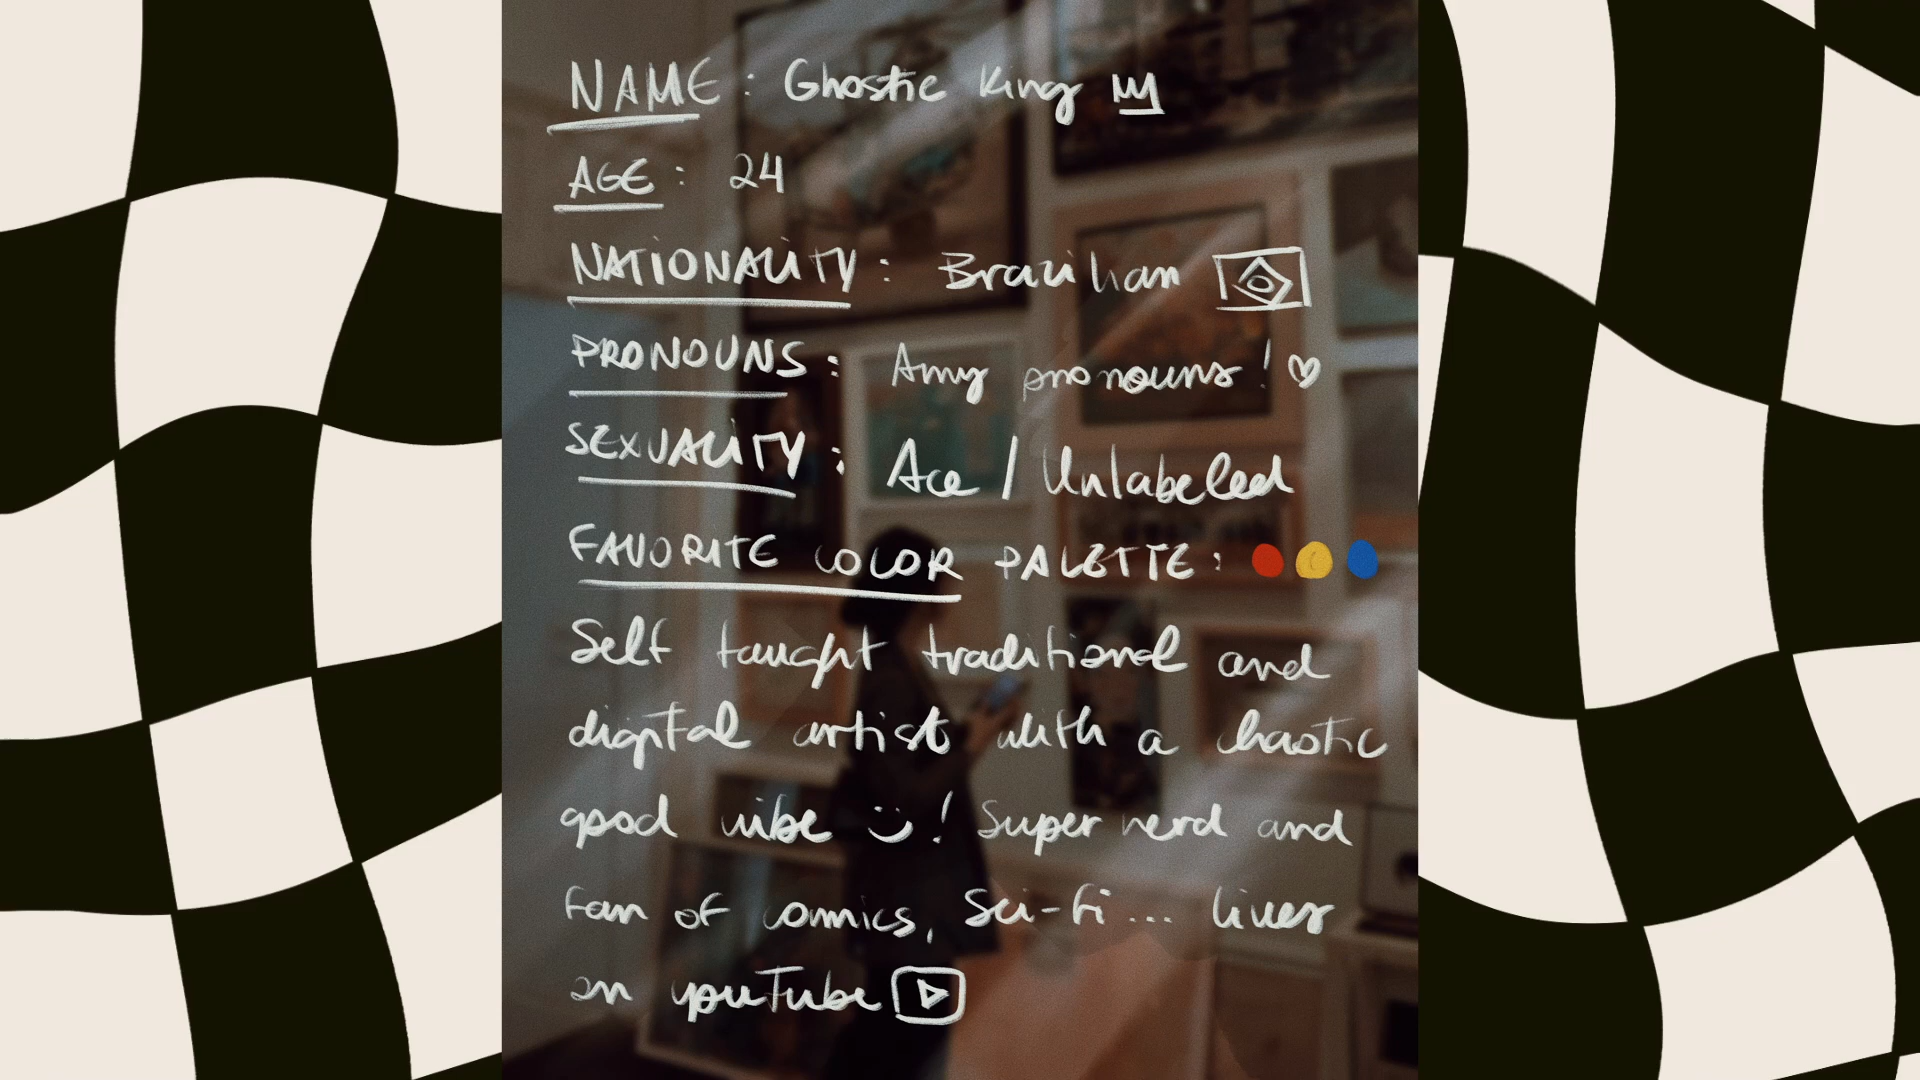 NAME: Ghostie King
AGE: 24
NATIONALITY: Brazilian
PRONOUNS: Any pronouns! ♡
SEXUALITY: Ace / Unlabeled
FAVORITE COLOR PALETTE:
Self taught traditional and
digital artist with a chaotic
good vibe :)! Super nerd and
fan of comics, Sci-fi... lives
on youTube